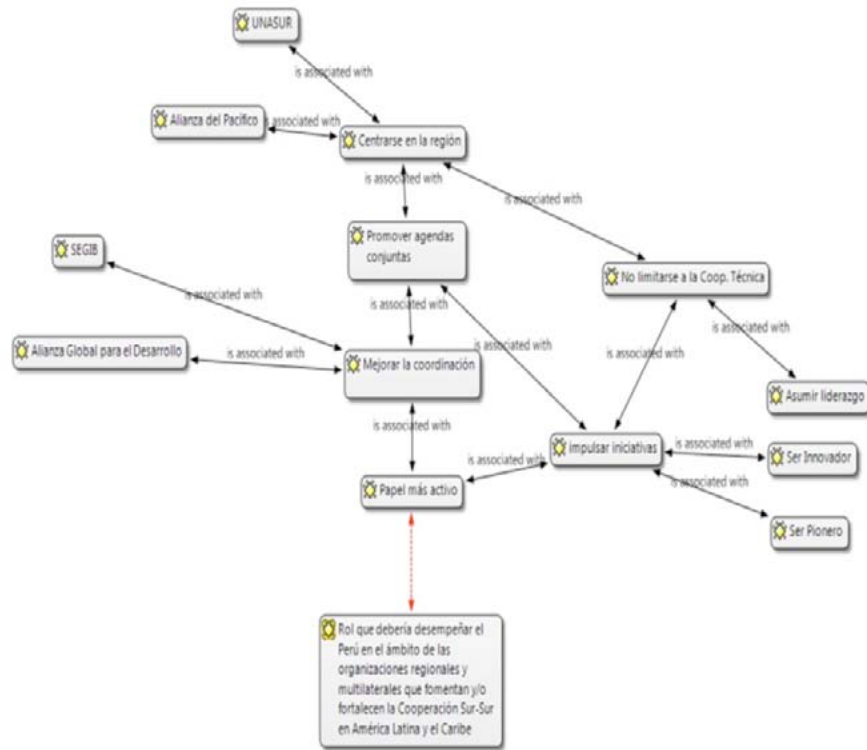 UNASUR
is associated with
Alianza del Pacífico
is associated with
Centrarse en la región
is associated with
is associated with
Promover agendas
conjuntas
SEGIB
No limitarse a la Coop. Técnica
is associated with
is associated with
Alianza Global para el Desarrollo
is associated with
Mejorar la coordinación
is associated with
is associated with
is associated with
Asumir liderazgo
is associated with
impulsar iniciativas
is associated with
Ser Innovador
is associated with
Papel más activo
is associated with
Ser Pionero
Rol que debería desempeñar el
Perú en el ámbito de las
organizaciones regionales y
multilaterales que fomentan y/o
fortalecen la Cooperación Sur-Sur
en América Latina y el Caribe